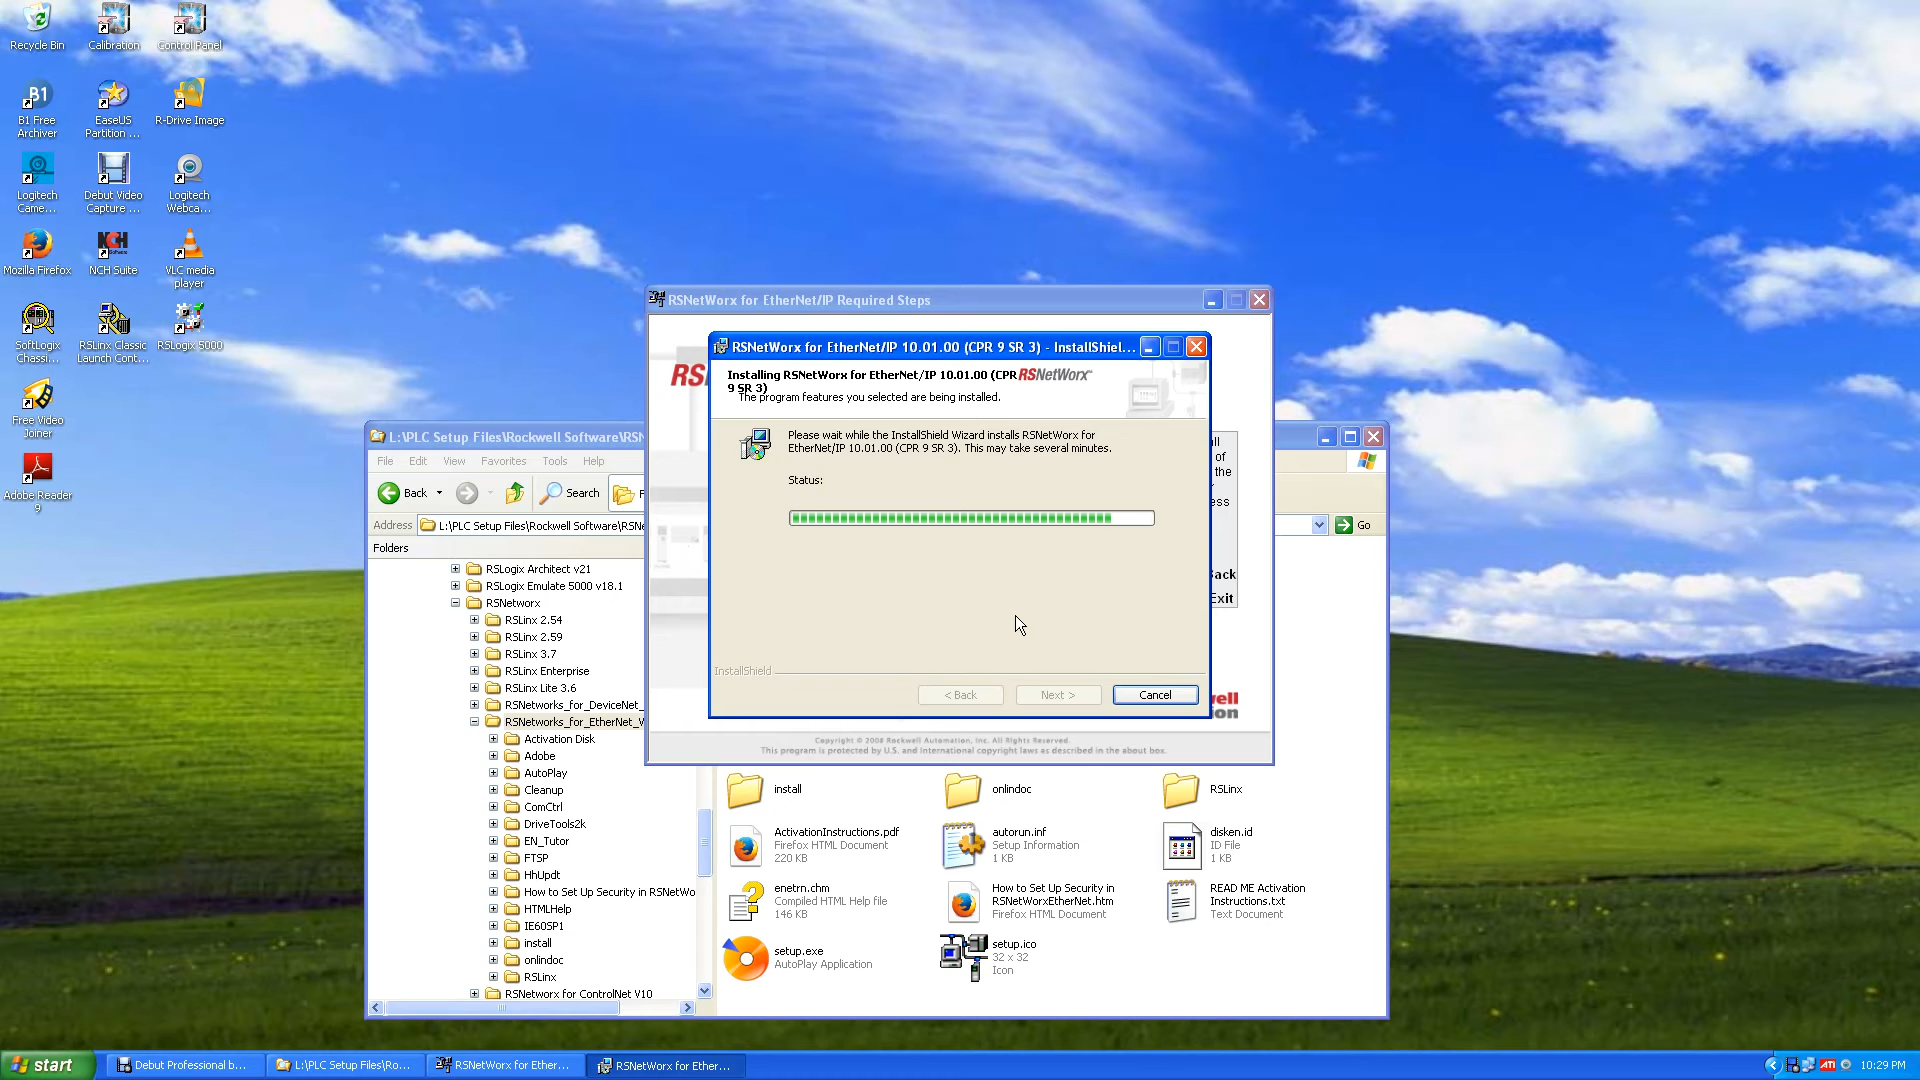 Recycle Bin
Calibration
Control Panel
B1 Free
Archiver
EaseUS
Partition ...
R-Drive Image
Logitech
Came...
Debut Video
Capture ...
Logitech
Webca...
Mozilla Firefox
NCH Suite
VLC media
player
SoftLogix
Chassi...
RSLinx Classic
Launch Cont...
RSLogix 5000
Free Video
Joiner
Adobe Reader
9
RSNetWorx for EtherNet/IP Required Steps
RSNetWorx for EtherNet/IP 10.01.00 (CPR 9 SR 3) - InstallShiel...
Installing RSNetWorx for EtherNet/IP 10.01.00 (CPR
9 SR 3)
RSNetWorx
The program features you selected are being installed.
Please wait while the InstallShield Wizard installs RSNetWorx for
EtherNet/IP 10.01.00 (CPR 9 SR 3). This may take several minutes.
Status:
InstallShield
< Back
Next >
Cancel
of
the
ess
Back
Exit
Copyright © 2008 Rockwell Automation, Inc. All Rights Reserved.
This program is protected by U.S. and International copyright laws as described in the about box.
L:\PLC Setup Files\Rockwell Software\RSN
File Edit View Favorites Tools Help
Back
Search
Address L:\PLC Setup Files\Rockwell Software\RSNe
Go
Folders
RSLogix Architect v21
RSLogix Emulate 5000 v18.1
RSNetworx
RSLinx 2.54
RSLinx 2.59
RSLinx 3.7
RSLinx Enterprise
RSLinx Lite 3.6
RSNetworks_for_DeviceNet_
RSNetworks_for_EtherNet_V
Activation Disk
Adobe
AutoPlay
Cleanup
ComCtrl
DriveTools2k
EN_Tutor
FTSP
HhUpdt
How to Set Up Security in RSNetWo
HTMLHelp
IE60SP1
install
onlindoc
RSLinx
RSNetworx for ControlNet V10
install
onlindoc
RSLinx
ActivationInstructions.pdf
Firefox HTML Document
220 KB
autorun.inf
Setup Information
1 KB
disken.id
ID File
1 KB
enetrn.chm
Compiled HTML Help file
146 KB
How to Set Up Security in
RSNetWorxEtherNet.htm
Firefox HTML Document
READ ME Activation
Instructions.txt
Text Document
setup.exe
AutoPlay Application
setup.ico
32 x 32
Icon
start
Debut Professional b...
L:\PLC Setup Files\Ro...
RSNetWorx for Ether...
RSNetWorx for Ether...
10:29 PM